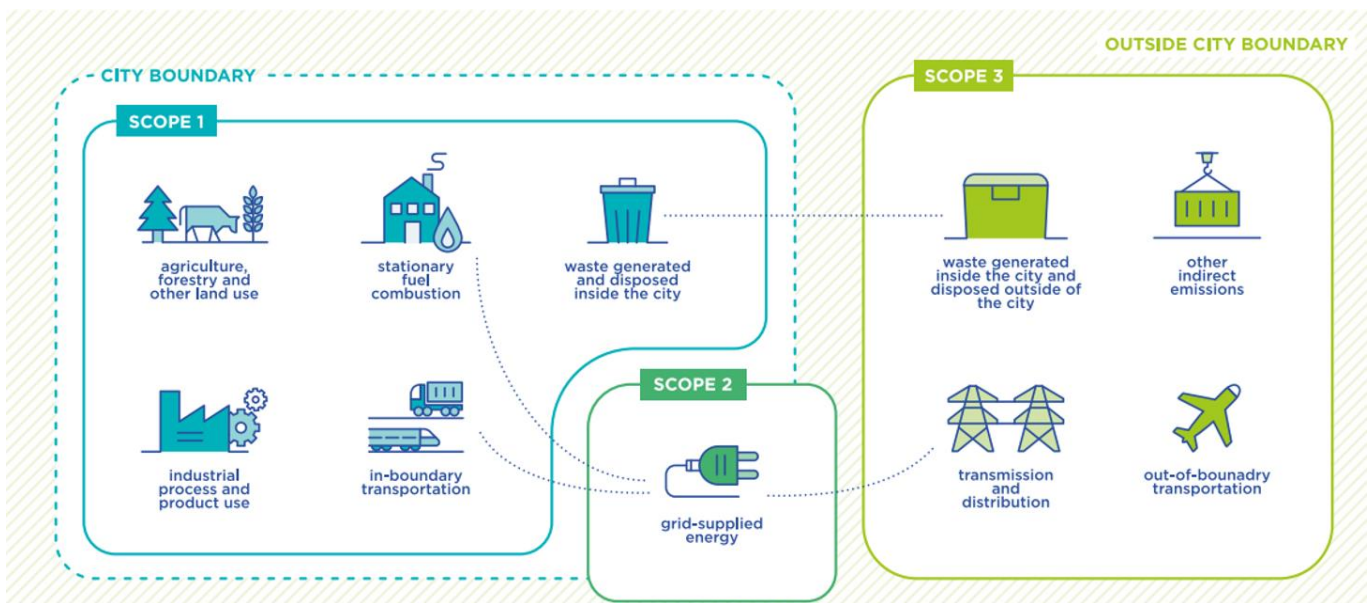 OUTSIDE CITY BOUNDARY
CITY BOUNDARY
SCOPE 3
SCOPE 1
agriculture,
forestry and
other land use
stationary
fuel
combustion
waste generated
and disposed
inside the city
waste generated
inside the city and
disposed outside of
the city
other
indirect
emissions
SCOPE 2
industrial
process and
product use
in-boundary
transportation
grid-supplied
energy
transmission
and
distribution
out-of-bounadry
transportation